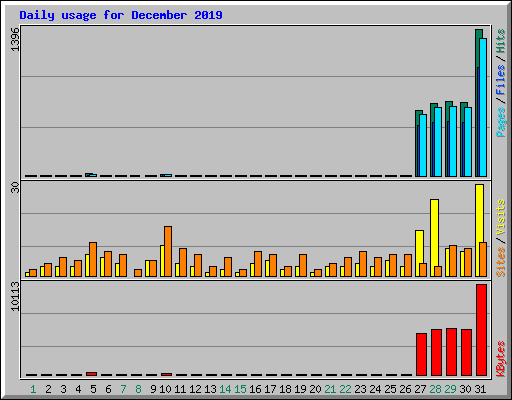 Daily usage for December 2019
1396
Pages / Files / Hits
30
Sites / Visits
10113
KBytes
1 2 3 4 5 6 7 8 9 10 11 12 13 14 15 16 17 18 19 20 21 22 23 24 25 26 27 28 29 30 31